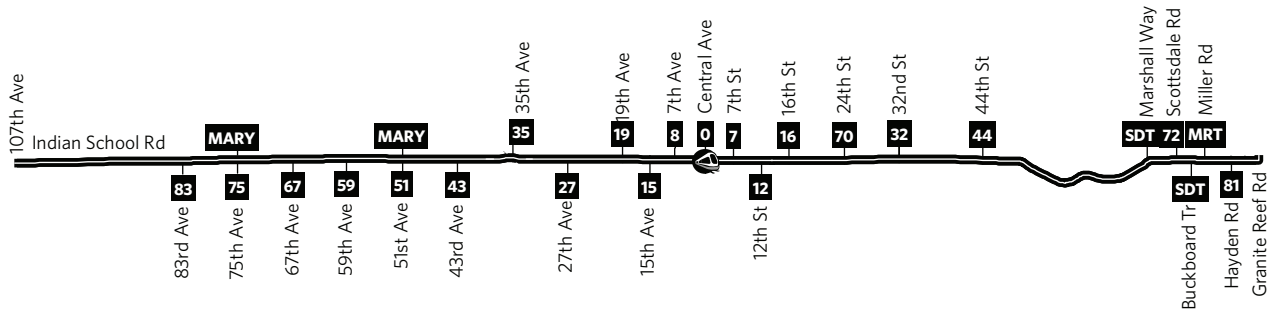 107th Ave
Indian School Rd
83
83rd Ave
MARY
75
75th Ave
67
67th Ave
59
59th Ave
MARY
51
51st Ave
43
43rd Ave
35th Ave
35
27
27th Ave
19th Ave
19
15
15th Ave
7th Ave
8
Central Ave
0
7th St
7
12
12th St
16th St
16
24th St
70
32nd St
32
44th St
44
Marshall Way
SDT
Scottsdale Rd
72
SDT
Buckboard Tr
Miller Rd
MRT
81
Hayden Rd
Granite Reef Rd